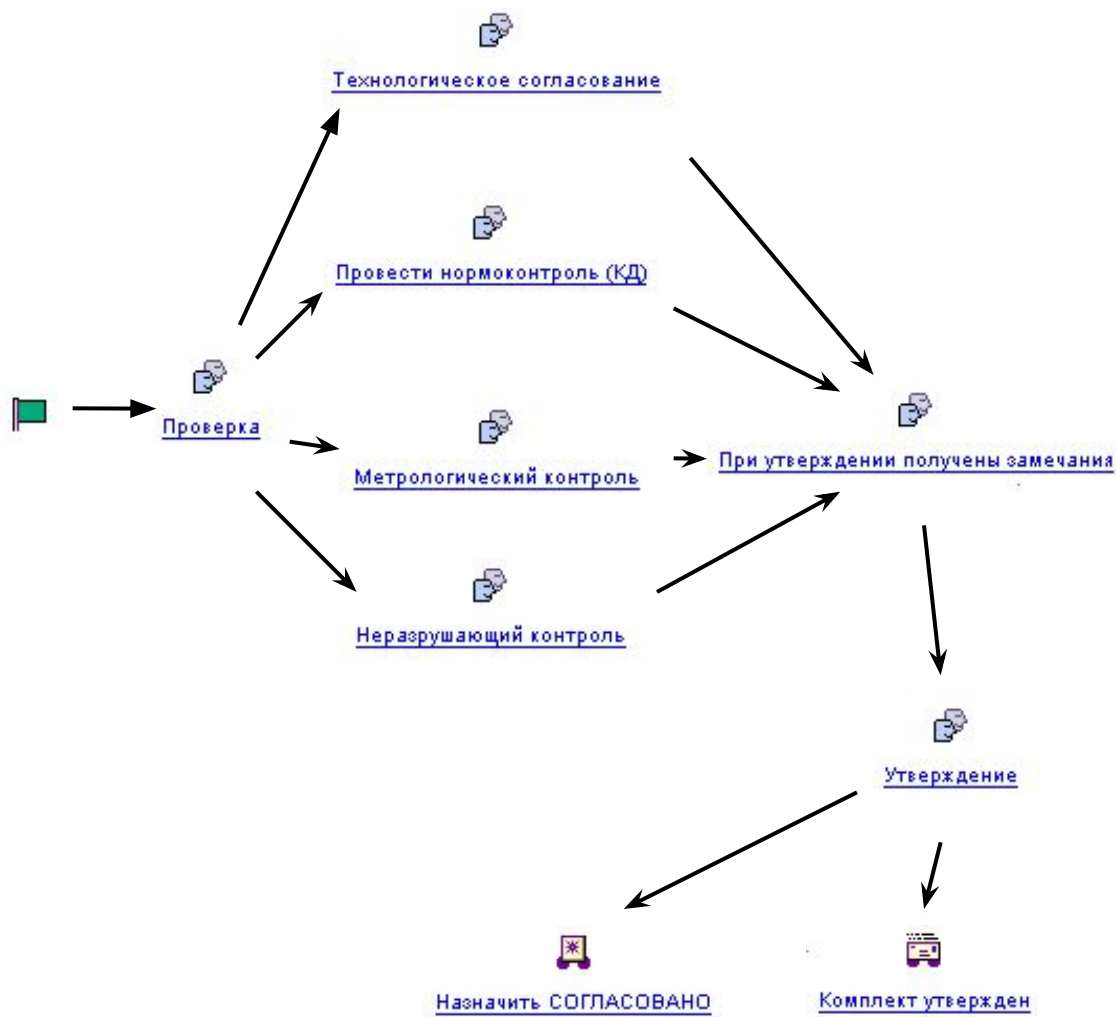 Технологическое согласование
Провести нормоконтроль (КД)
Проверка
Метрологический контроль
При утверждении получены замечания
Неразрушающий контроль
Утверждение
Назначить СОГЛАСОВАНО
Комплект утвержден